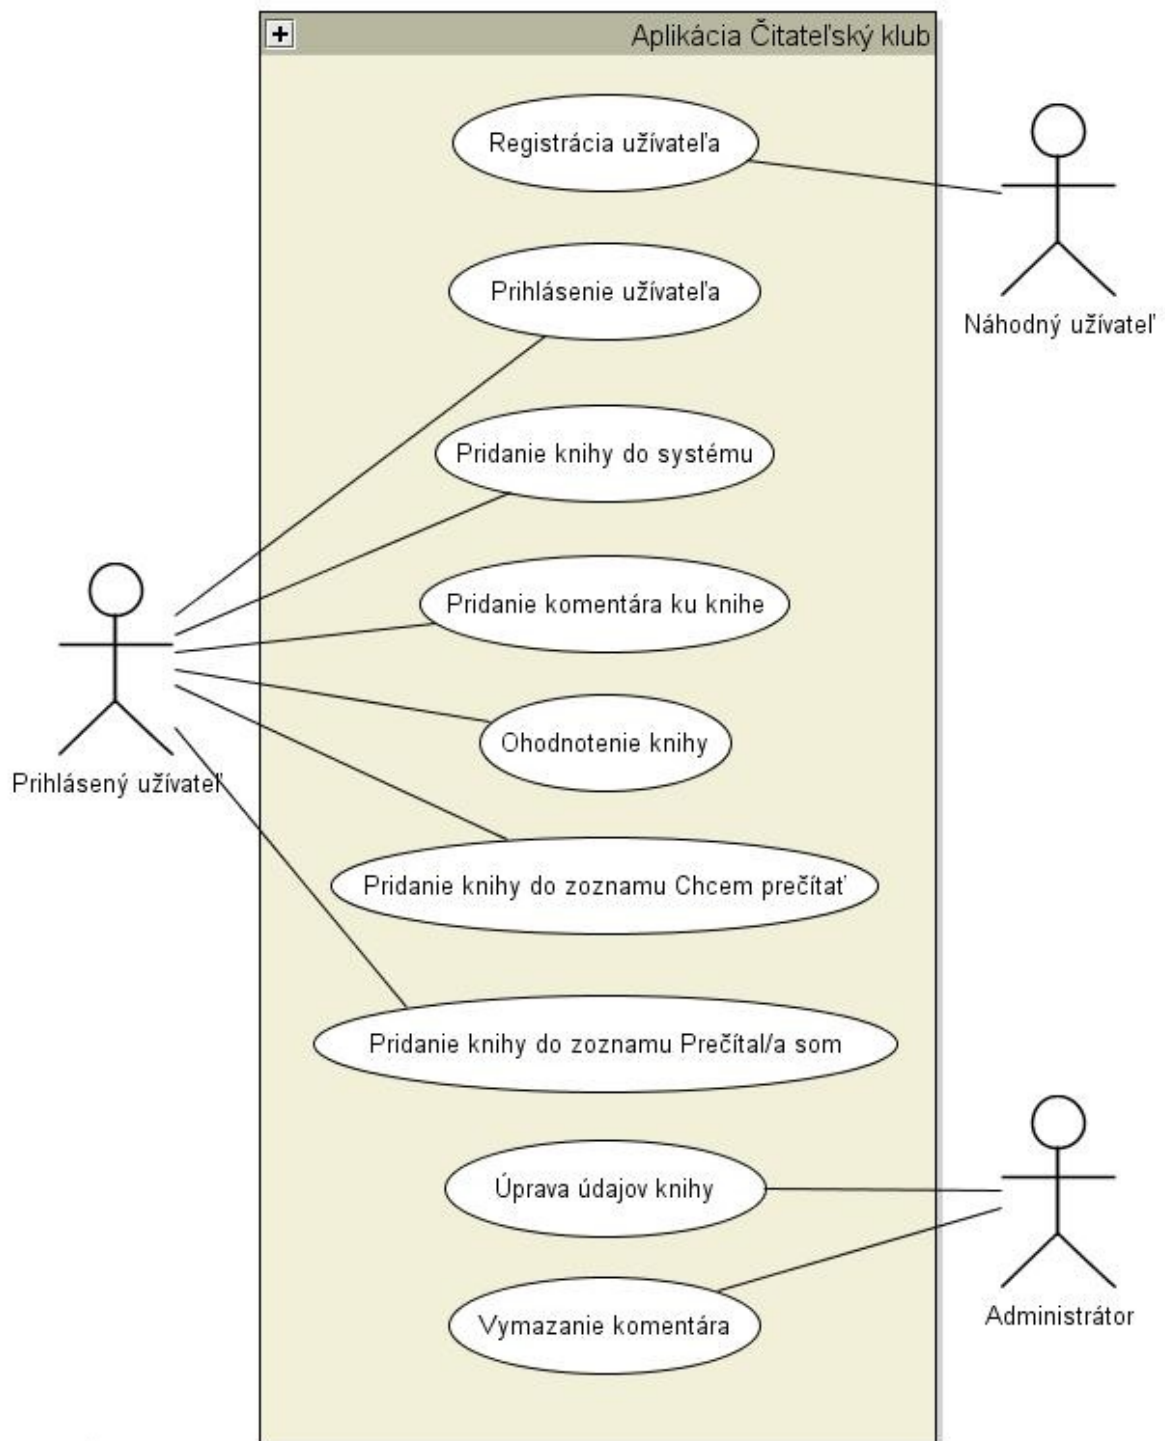 Aplikácia Čitateľský klub
Registrácia užívateľa
Náhodný užívateľ
Prihlásenie užívateľa
Pridanie knihy do systému
Pridanie komentára ku knihe
Ohodnotenie knihy
Prihlásený užívateľ
Pridanie knihy do zoznamu Chcem prečítať
Pridanie knihy do zoznamu Prečítal/a som
Úprava údajov knihy
Vymazanie komentára
Administrátor